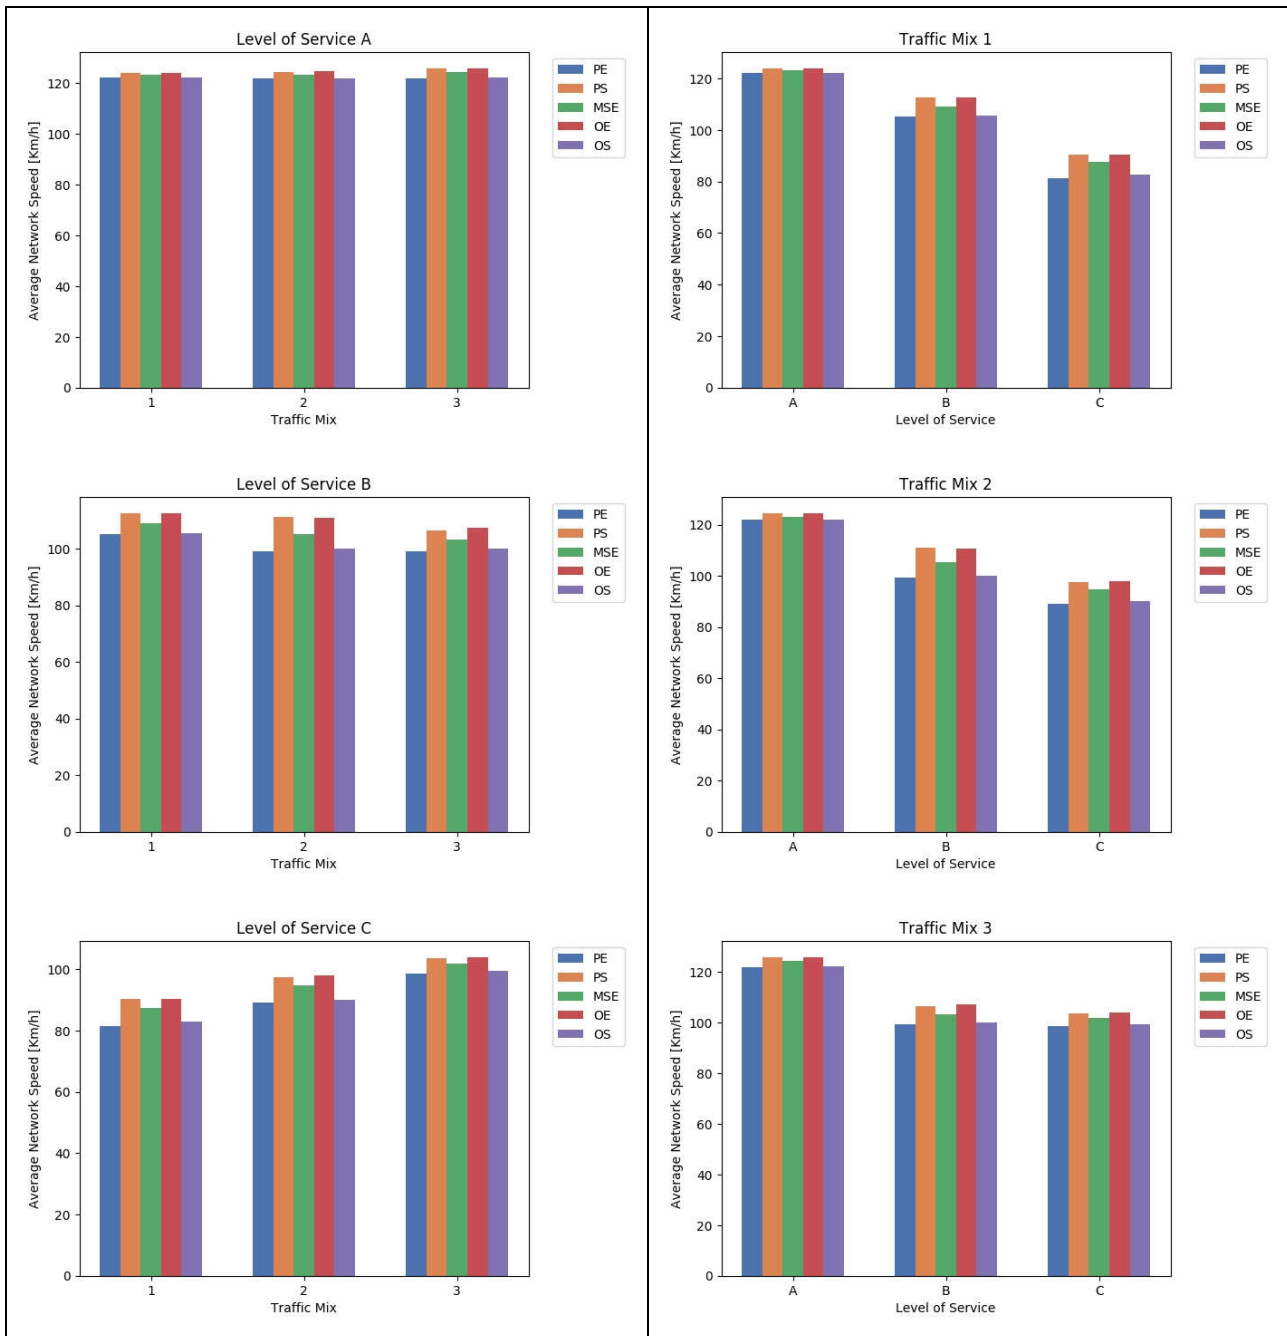 Level of Service A
Average Network Speed [Km/h]
120
100
80
60
40
20
0
1 2 3
Traffic Mix
PE
PS
MSE
OE
OS
Traffic Mix 1
Average Network Speed [Km/h]
120
100
80
60
40
20
0
A B C
Level of Service
PE
PS
MSE
OE
OS
Level of Service B
Average Network Speed [Km/h]
100
80
60
40
20
0
1 2 3
Traffic Mix
PE
PS
MSE
OE
OS
Traffic Mix 2
Average Network Speed [Km/h]
120
100
80
60
40
20
0
A B C
Level of Service
PE
PS
MSE
OE
OS
Level of Service C
Average Network Speed [Km/h]
100
80
60
40
20
0
1 2 3
Traffic Mix
PE
PS
MSE
OE
OS
Traffic Mix 3
Average Network Speed [Km/h]
120
100
80
60
40
20
0
A B C
Level of Service
PE
PS
MSE
OE
OS